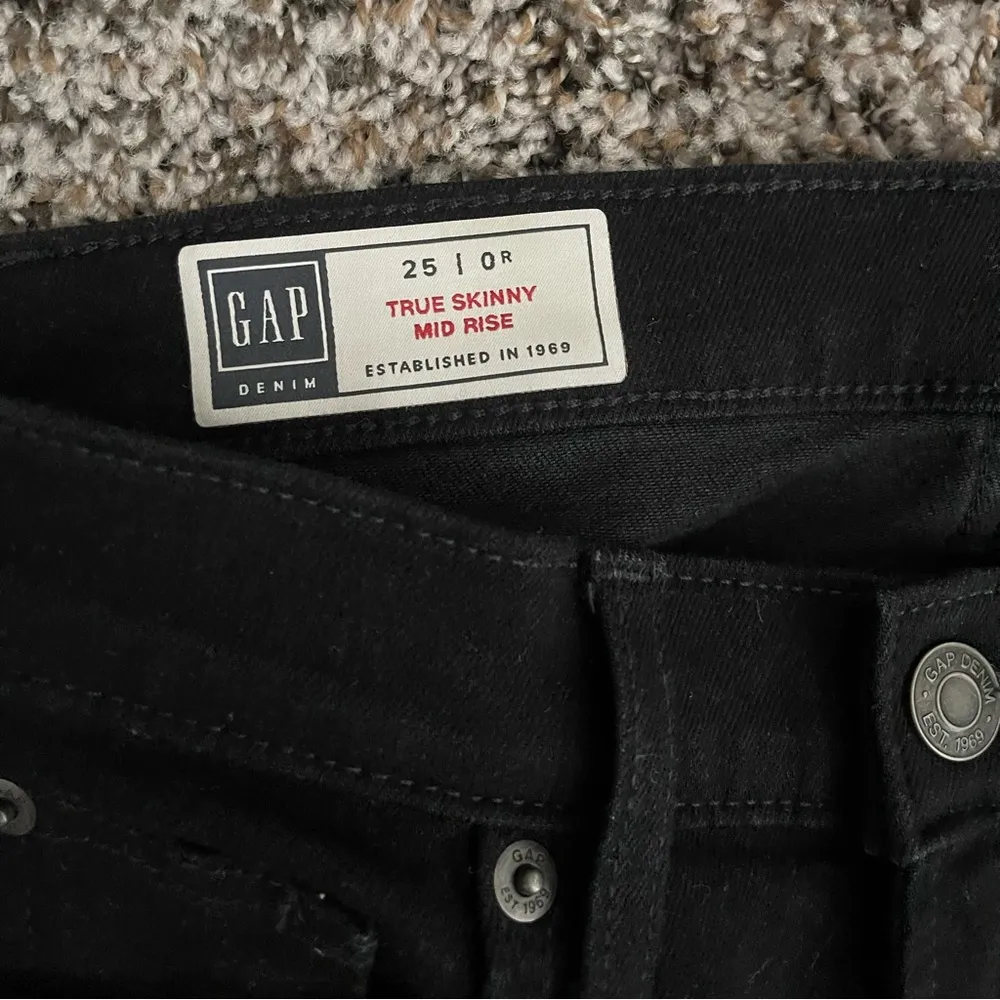 GAP
DENIM
25 | 0R
TRUE SKINNY
MID RISE
ESTABLISHED IN 1969
GAP DENIM
EST. 1969
GAP
EST 1969